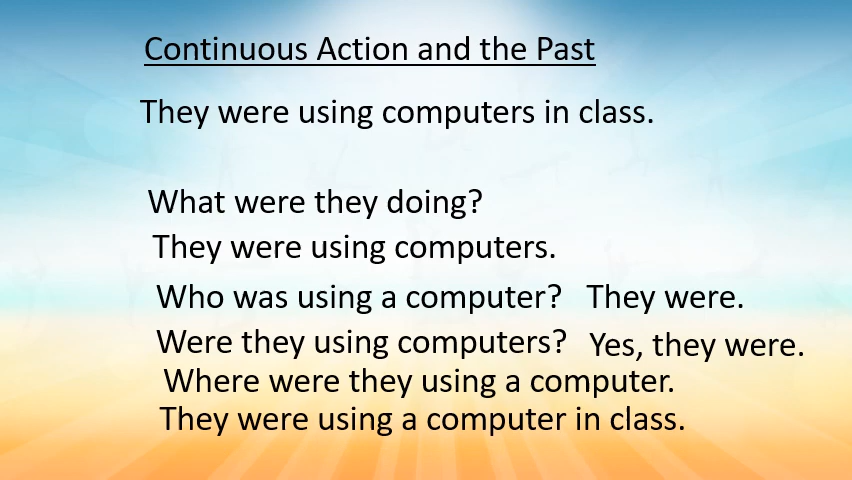 Continuous Action and the Past
They were using computers in class.
What were they doing?
They were using computers.
Who was using a computer? They were.
Were they using computers? Yes, they were.
Where were they using a computer.
They were using a computer in class.